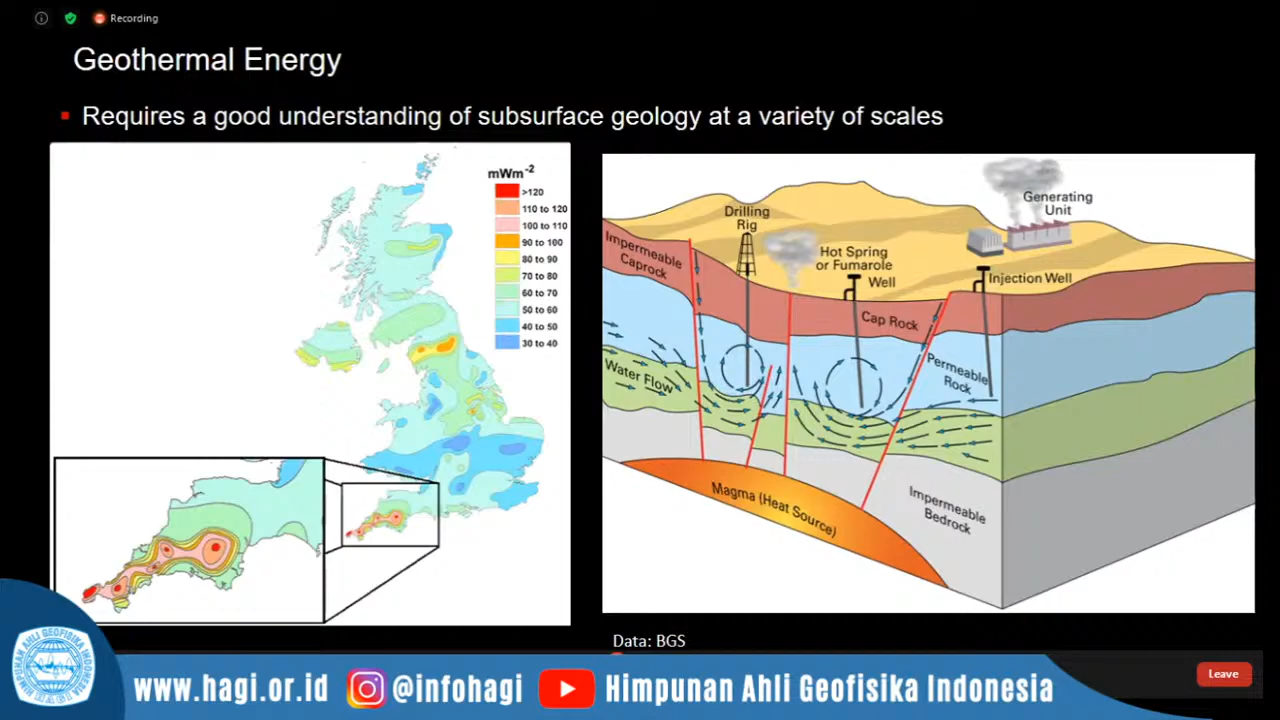 Recording
Geothermal Energy
Requires a good understanding of subsurface geology at a variety of scales
mWm-2
>120
110 to 120
100 to 110
90 to 100
80 to 90
70 to 80
60 to 70
50 to 60
40 to 50
30 to 40
Generating
Unit
Drilling
Rig
Impermeable
Caprock
Hot Spring
or Fumarole
Well
Injection Well
Cap Rock
Permeable
Rock
Water Flow
Magma (Heat Source)
Impermeable
Bedrock
Data: BGS
HIMPUNAN AHLI GEOFISIKA INDONESIA
www.hagi.or.id
@infohagi
Himpunan Ahli Geofisika Indonesia
Leave